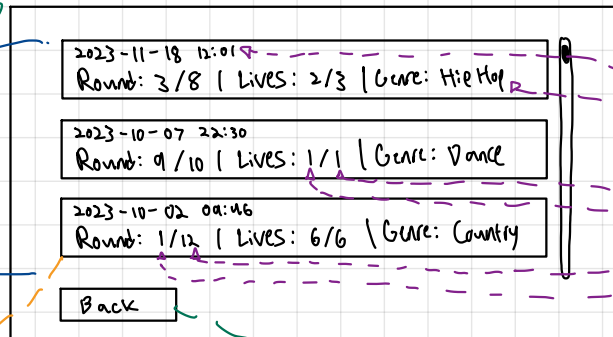 2023-11-18 12:01
Round: 3/8 | Lives: 2/3 | Genre: Hip Hop
2023-10-07 22:30
Round: 9/10 | Lives: 1/1 | Genre: Dance
2023-10-02 09:46
Round: 1/12 | Lives: 6/6 | Genre: Country
Back